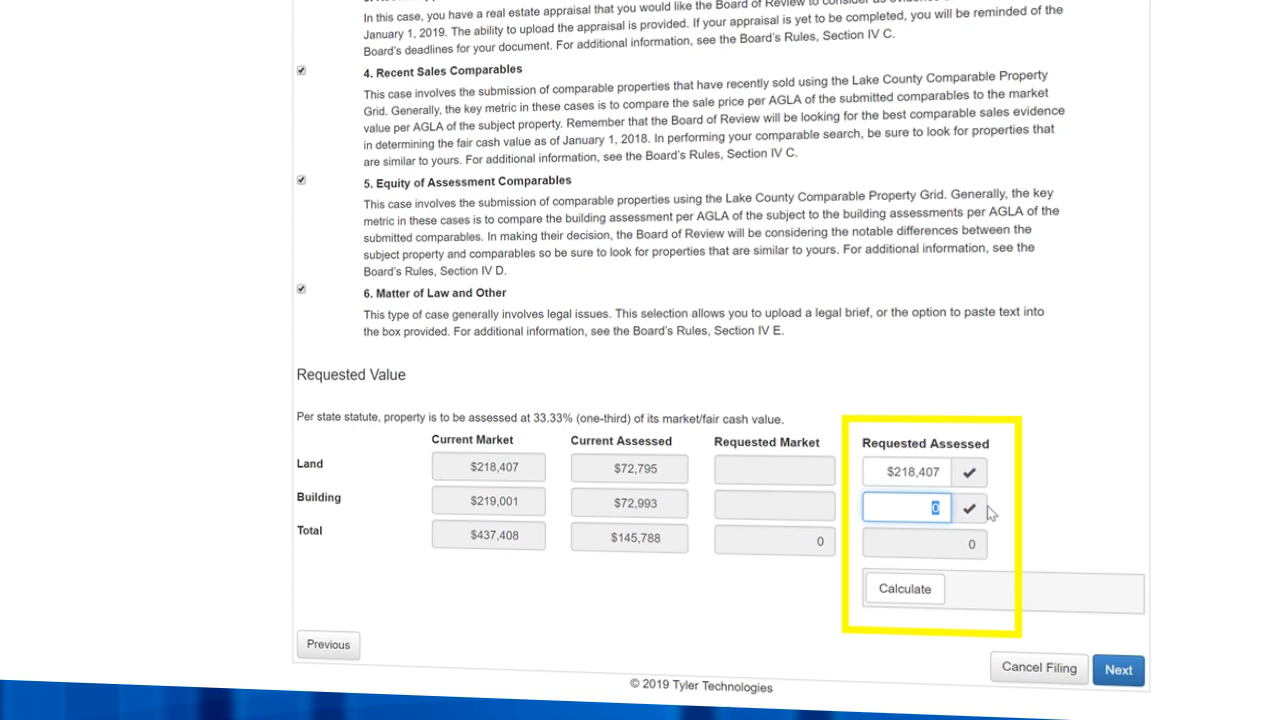 In this case, you have a real estate appraisal that you would like the Board of Review to consider as
January 1, 2019. The ability to upload the appraisal is provided. If your appraisal is yet to be completed, you will be reminded of the
Board's deadlines for your document. For additional information, see the Board's Rules, Section IV C.
4. Recent Sales Comparables
This case involves the submission of comparable properties that have recently sold using the Lake County Comparable Property
Grid. Generally, the key metric in these cases is to compare the sale price per AGLA of the submitted comparables to the market
value per AGLA of the subject property. Remember that the Board of Review will be looking for the best comparable sales evidence
in determining the fair cash value as of January 1, 2018. In performing your comparable search, be sure to look for properties that
are similar to yours. For additional information, see the Board's Rules, Section IV C.
5. Equity of Assessment Comparables
This case involves the submission of comparable properties using the Lake County Comparable Property Grid. Generally, the key
metric in these cases is to compare the building assessment per AGLA of the subject to the building assessments per AGLA of the
submitted comparables. In making their decision, the Board of Review will be considering the notable differences between the
subject property and comparables so be sure to look for properties that are similar to yours. For additional information, see the
Board's Rules, Section IV D.
6. Matter of Law and Other
This type of case generally involves legal issues. This selection allows you to upload a legal brief, or the option to paste text into
the box provided. For additional information, see the Board's Rules, Section IV E.
Requested Value
Per state statute, property is to be assessed at 33.33% (one-third) of its market/fair cash value.
Current Market Current Assessed Requested Market Requested Assessed
Land $218,407 $72,795 $218,407
Building $219,001 $72,993 0
Total $437,408 $145,788 0 0
Calculate
Previous
Cancel Filing Next
© 2019 Tyler Technologies